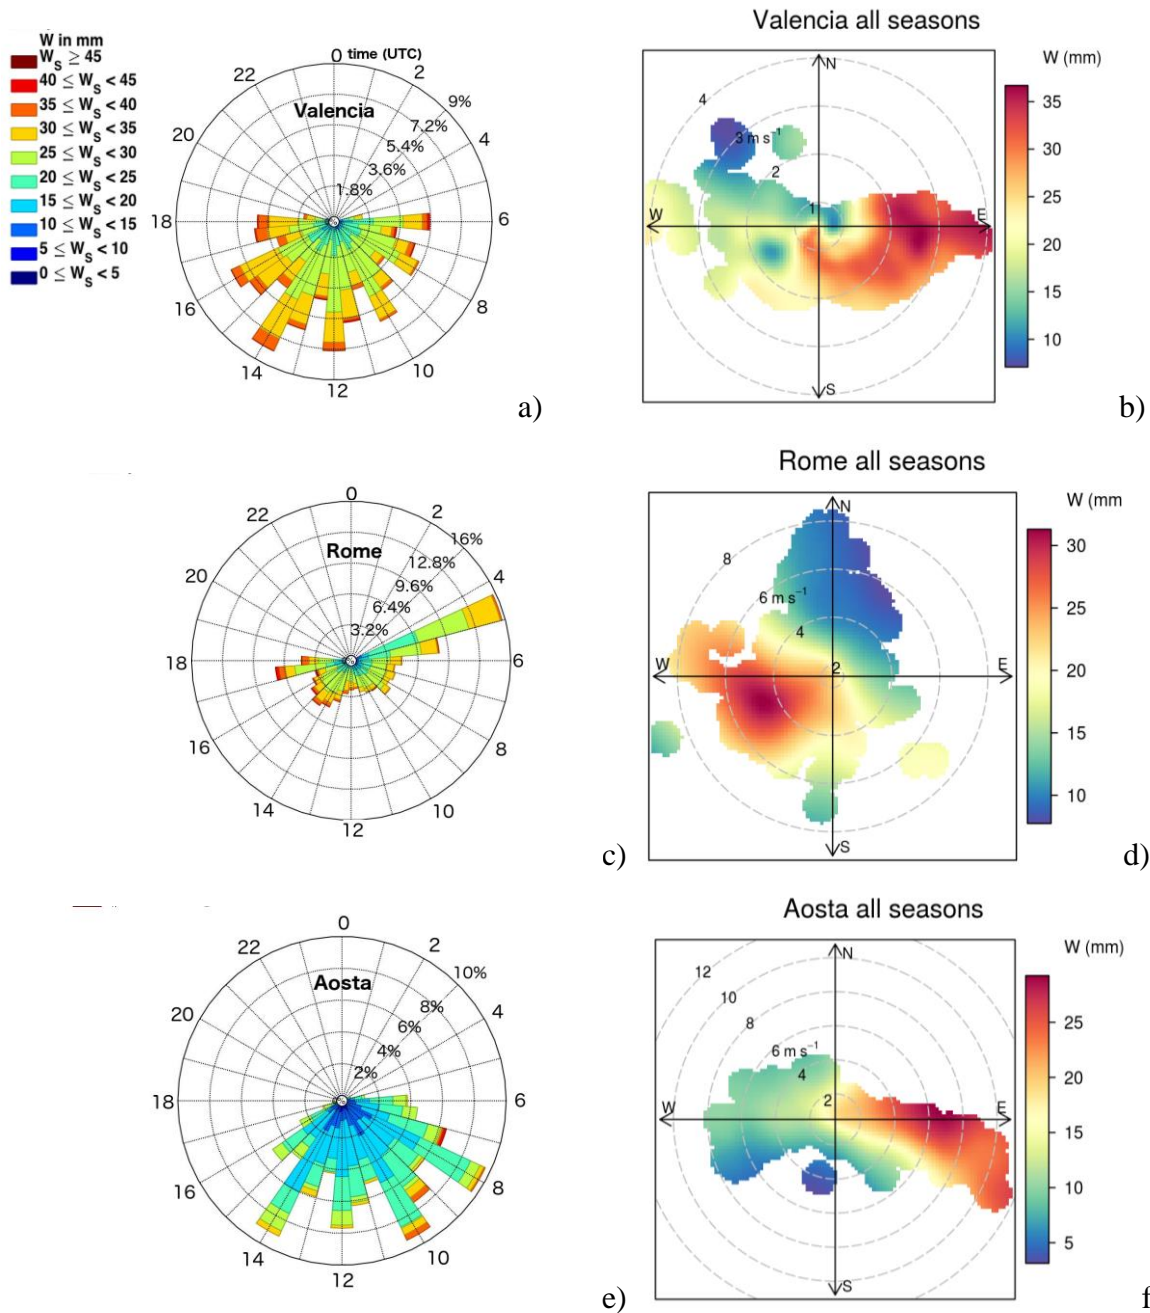 W in mm
W_S ≥ 45
40 ≤ W_S < 45
35 ≤ W_S < 40
30 ≤ W_S < 35
25 ≤ W_S < 30
20 ≤ W_S < 25
15 ≤ W_S < 20
10 ≤ W_S < 15
5 ≤ W_S < 10
0 ≤ W_S < 5
0 time (UTC)
2
4
6
8
10
12
14
16
18
20
22
Valencia
9%
7.2%
5.4%
3.6%
1.8%
a)
Valencia all seasons
W (mm)
35
30
25
20
15
10
N
E
S
W
4
3 m s⁻¹
2
1
b)
0
2
4
6
8
10
12
14
16
18
20
22
Rome
16%
12.8%
9.6%
6.4%
3.2%
c)
Rome all seasons
W (mm
30
25
20
15
10
N
E
S
W
8
6 m s⁻¹
4
2
d)
0
2
4
6
8
10
12
14
16
18
20
22
Aosta
10%
8%
6%
4%
2%
e)
Aosta all seasons
W (mm)
25
20
15
10
5
N
E
S
W
12
10
8
6 m s⁻¹
4
2
f